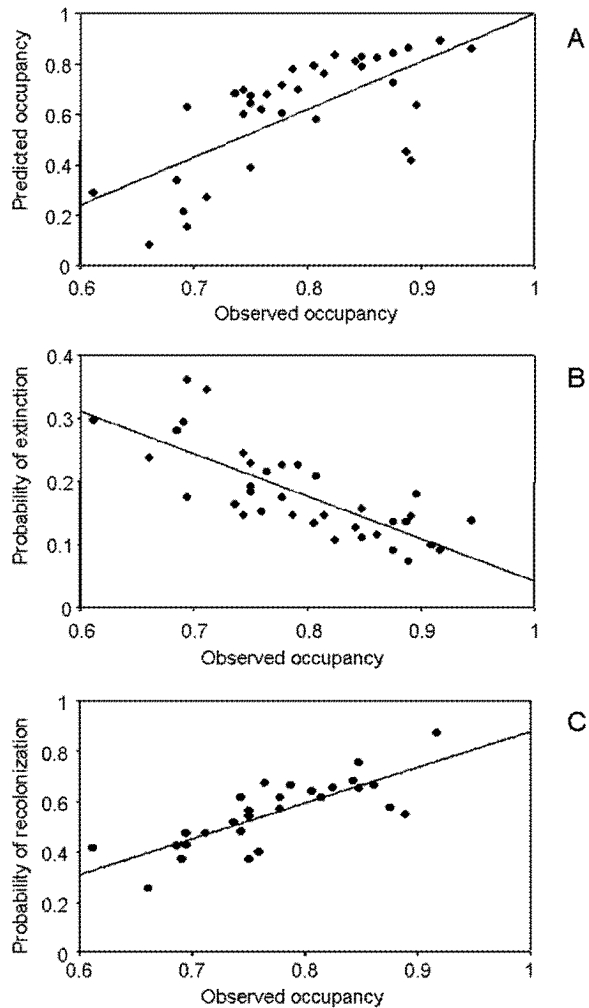 A
Predicted occupancy
1
0.8
0.6
0.4
0.2
0
0.6 0.7 0.8 0.9 1
Observed occupancy
B
Probability of extinction
0.4
0.3
0.2
0.1
0
0.6 0.7 0.8 0.9 1
Observed occupancy
C
Probability of recolonization
1
0.8
0.6
0.4
0.2
0
0.6 0.7 0.8 0.9 1
Observed occupancy